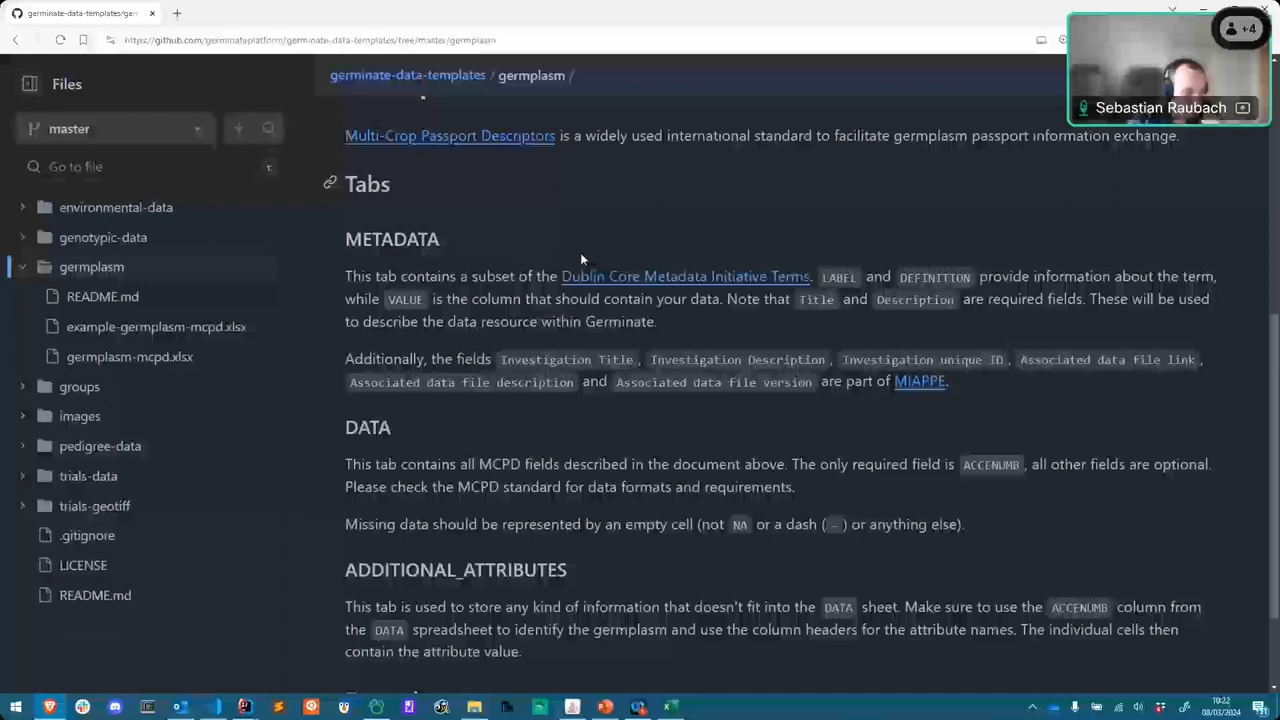 germinate-data-templates/ger
https://github.com/germinateplatform/germinate-data-templates/tree/master/germplasm
+4
Sebastian Raubach
Files
germinate-data-templates / germplasm /
master
Go to file
t
environmental-data
genotypic-data
germplasm
README.md
example-germplasm-mcpd.xlsx
germplasm-mcpd.xlsx
groups
images
pedigree-data
trials-data
trials-geotiff
.gitignore
LICENSE
README.md
Multi-Crop Passport Descriptors is a widely used international standard to facilitate germplasm passport information exchange.
Tabs
METADATA
This tab contains a subset of the Dublin Core Metadata Initiative Terms. LABEL and DEFINITION provide information about the term,
while VALUE is the column that should contain your data. Note that Title and Description are required fields. These will be used
to describe the data resource within Germinate.
Additionally, the fields Investigation Title, Investigation Description, Investigation unique ID, Associated data file link,
Associated data file description and Associated data file version are part of MIAPPE.
DATA
This tab contains all MCPD fields described in the document above. The only required field is ACCENUMB, all other fields are optional.
Please check the MCPD standard for data formats and requirements.
Missing data should be represented by an empty cell (not NA or a dash (-) or anything else).
ADDITIONAL_ATTRIBUTES
This tab is used to store any kind of information that doesn't fit into the DATA sheet. Make sure to use the ACCENUMB column from
the DATA spreadsheet to identify the germplasm and use the column headers for the attribute names. The individual cells then
contain the attribute value.
10:22
08/03/2024